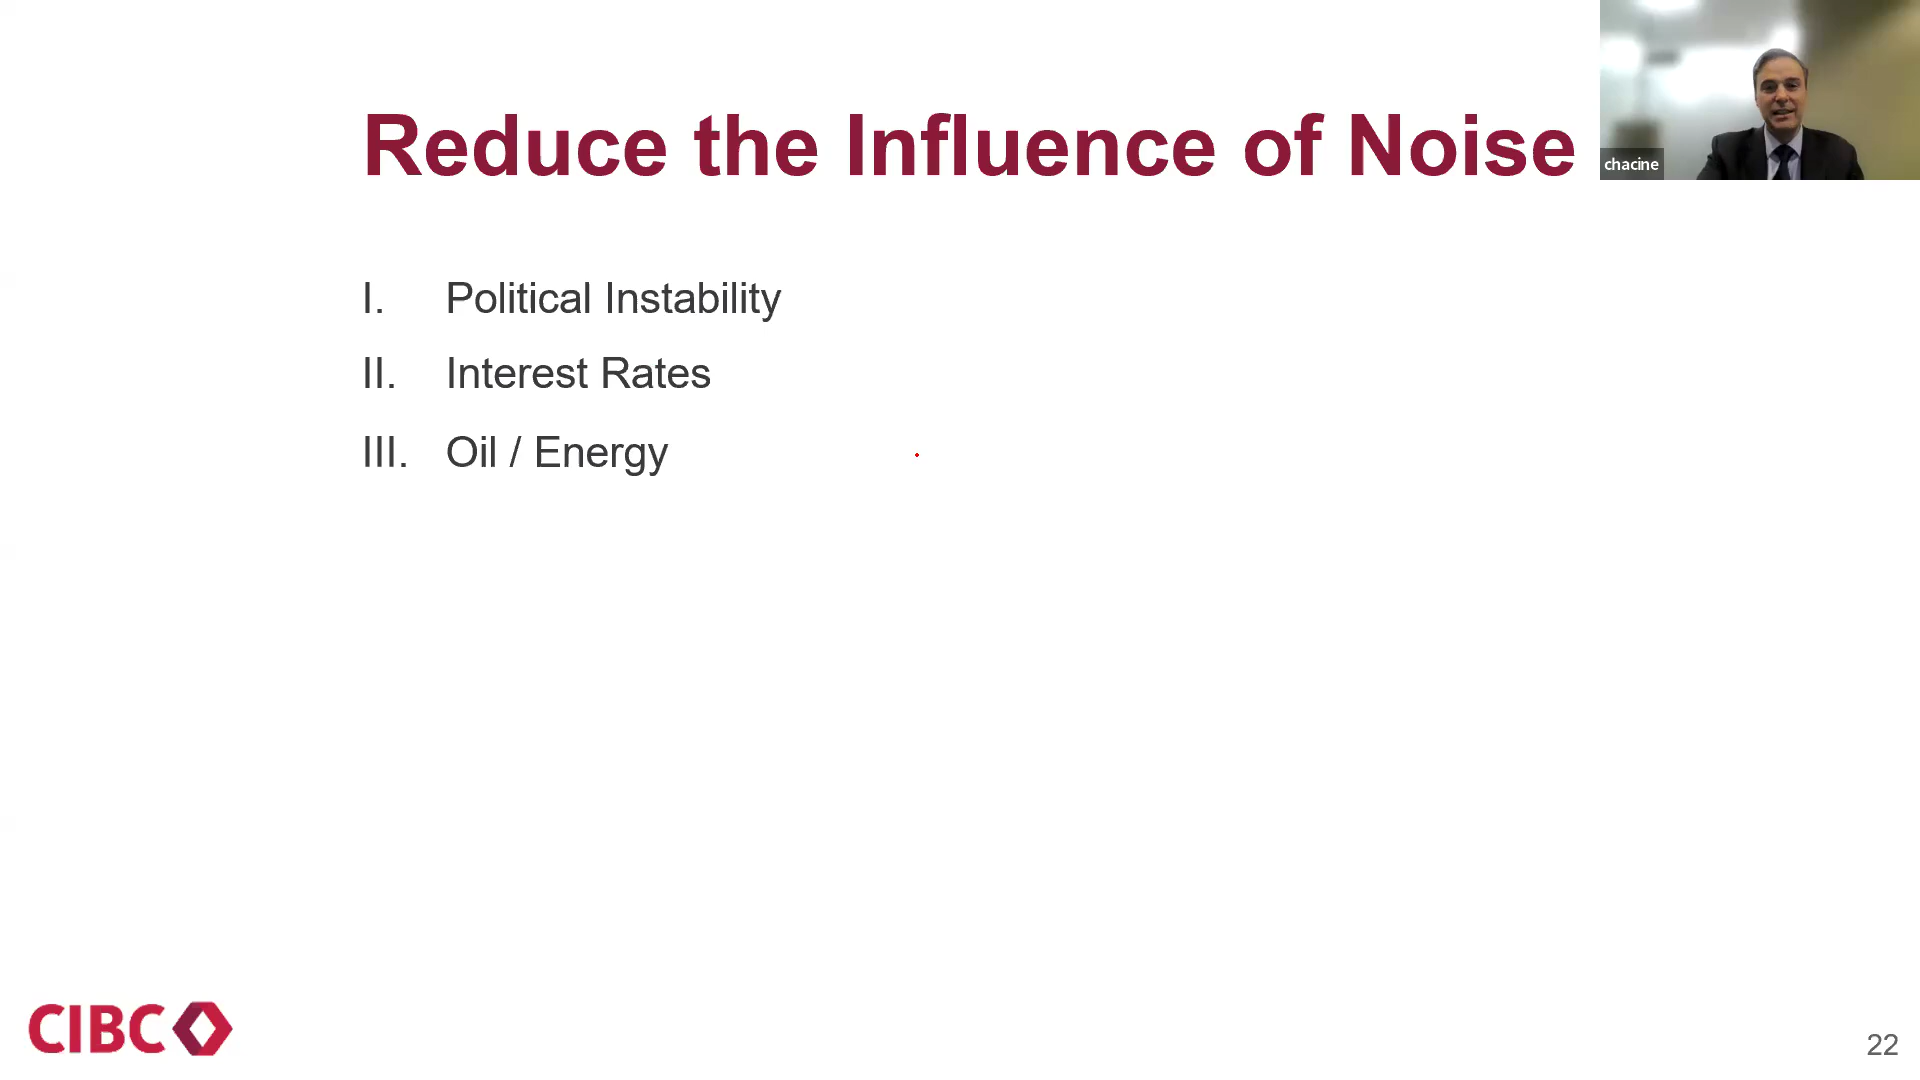 Reduce the Influence of Noise
chacine
I. Political Instability
II. Interest Rates
III. Oil / Energy
CIBC
22